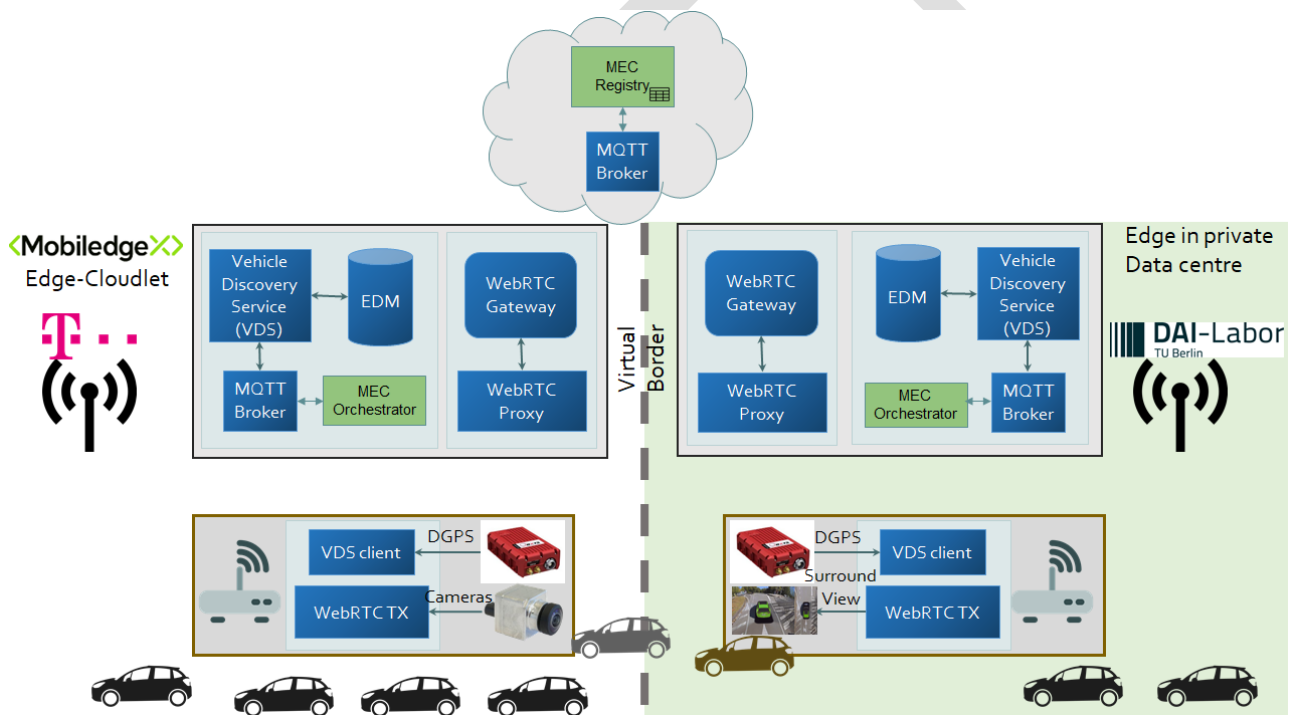 MEC
Registry
MQTT
Broker
<MobiledgeX>
Edge-Cloudlet
T
Vehicle
Discovery
Service
(VDS)
EDM
WebRTC
Gateway
MQTT
Broker
MEC
Orchestrator
WebRTC
Proxy
Virtual
Border
WebRTC
Gateway
EDM
Vehicle
Discovery
Service
(VDS)
WebRTC
Proxy
MEC
Orchestrator
MQTT
Broker
Edge in private
Data centre
DAI-Labor
TU Berlin
VDS client
DGPS
WebRTC TX
Cameras
DGPS
VDS client
Surround
View
WebRTC TX